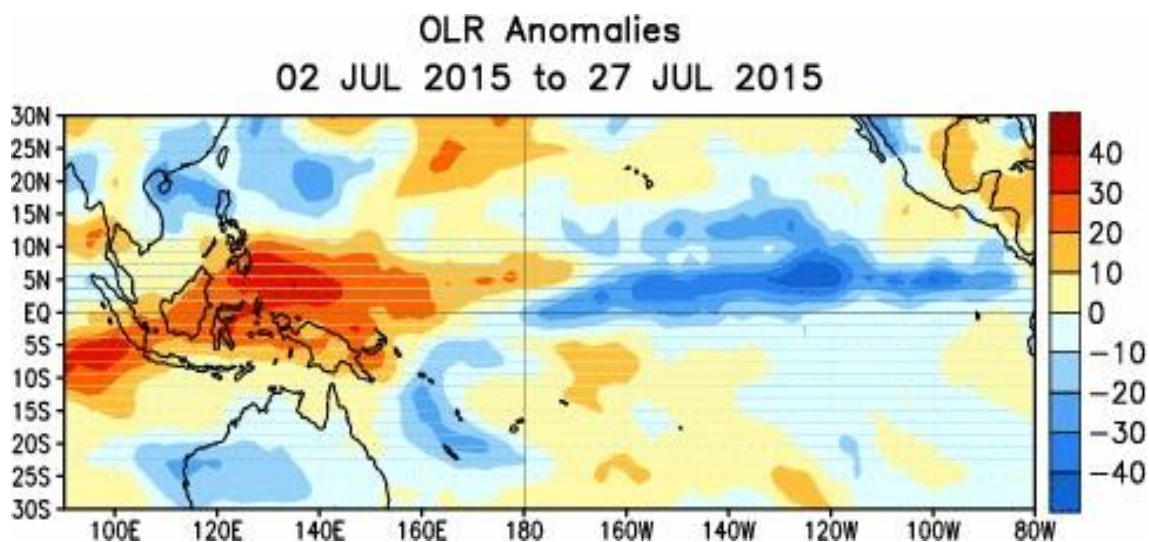 OLR Anomalies
02 JUL 2015 to 27 JUL 2015
30N
25N
20N
15N
10N
5N
EQ
5S
10S
15S
20S
25S
30S
100E 120E 140E 160E 180 160W 140W 120W 100W 80W
40
30
20
10
0
-10
-20
-30
-40